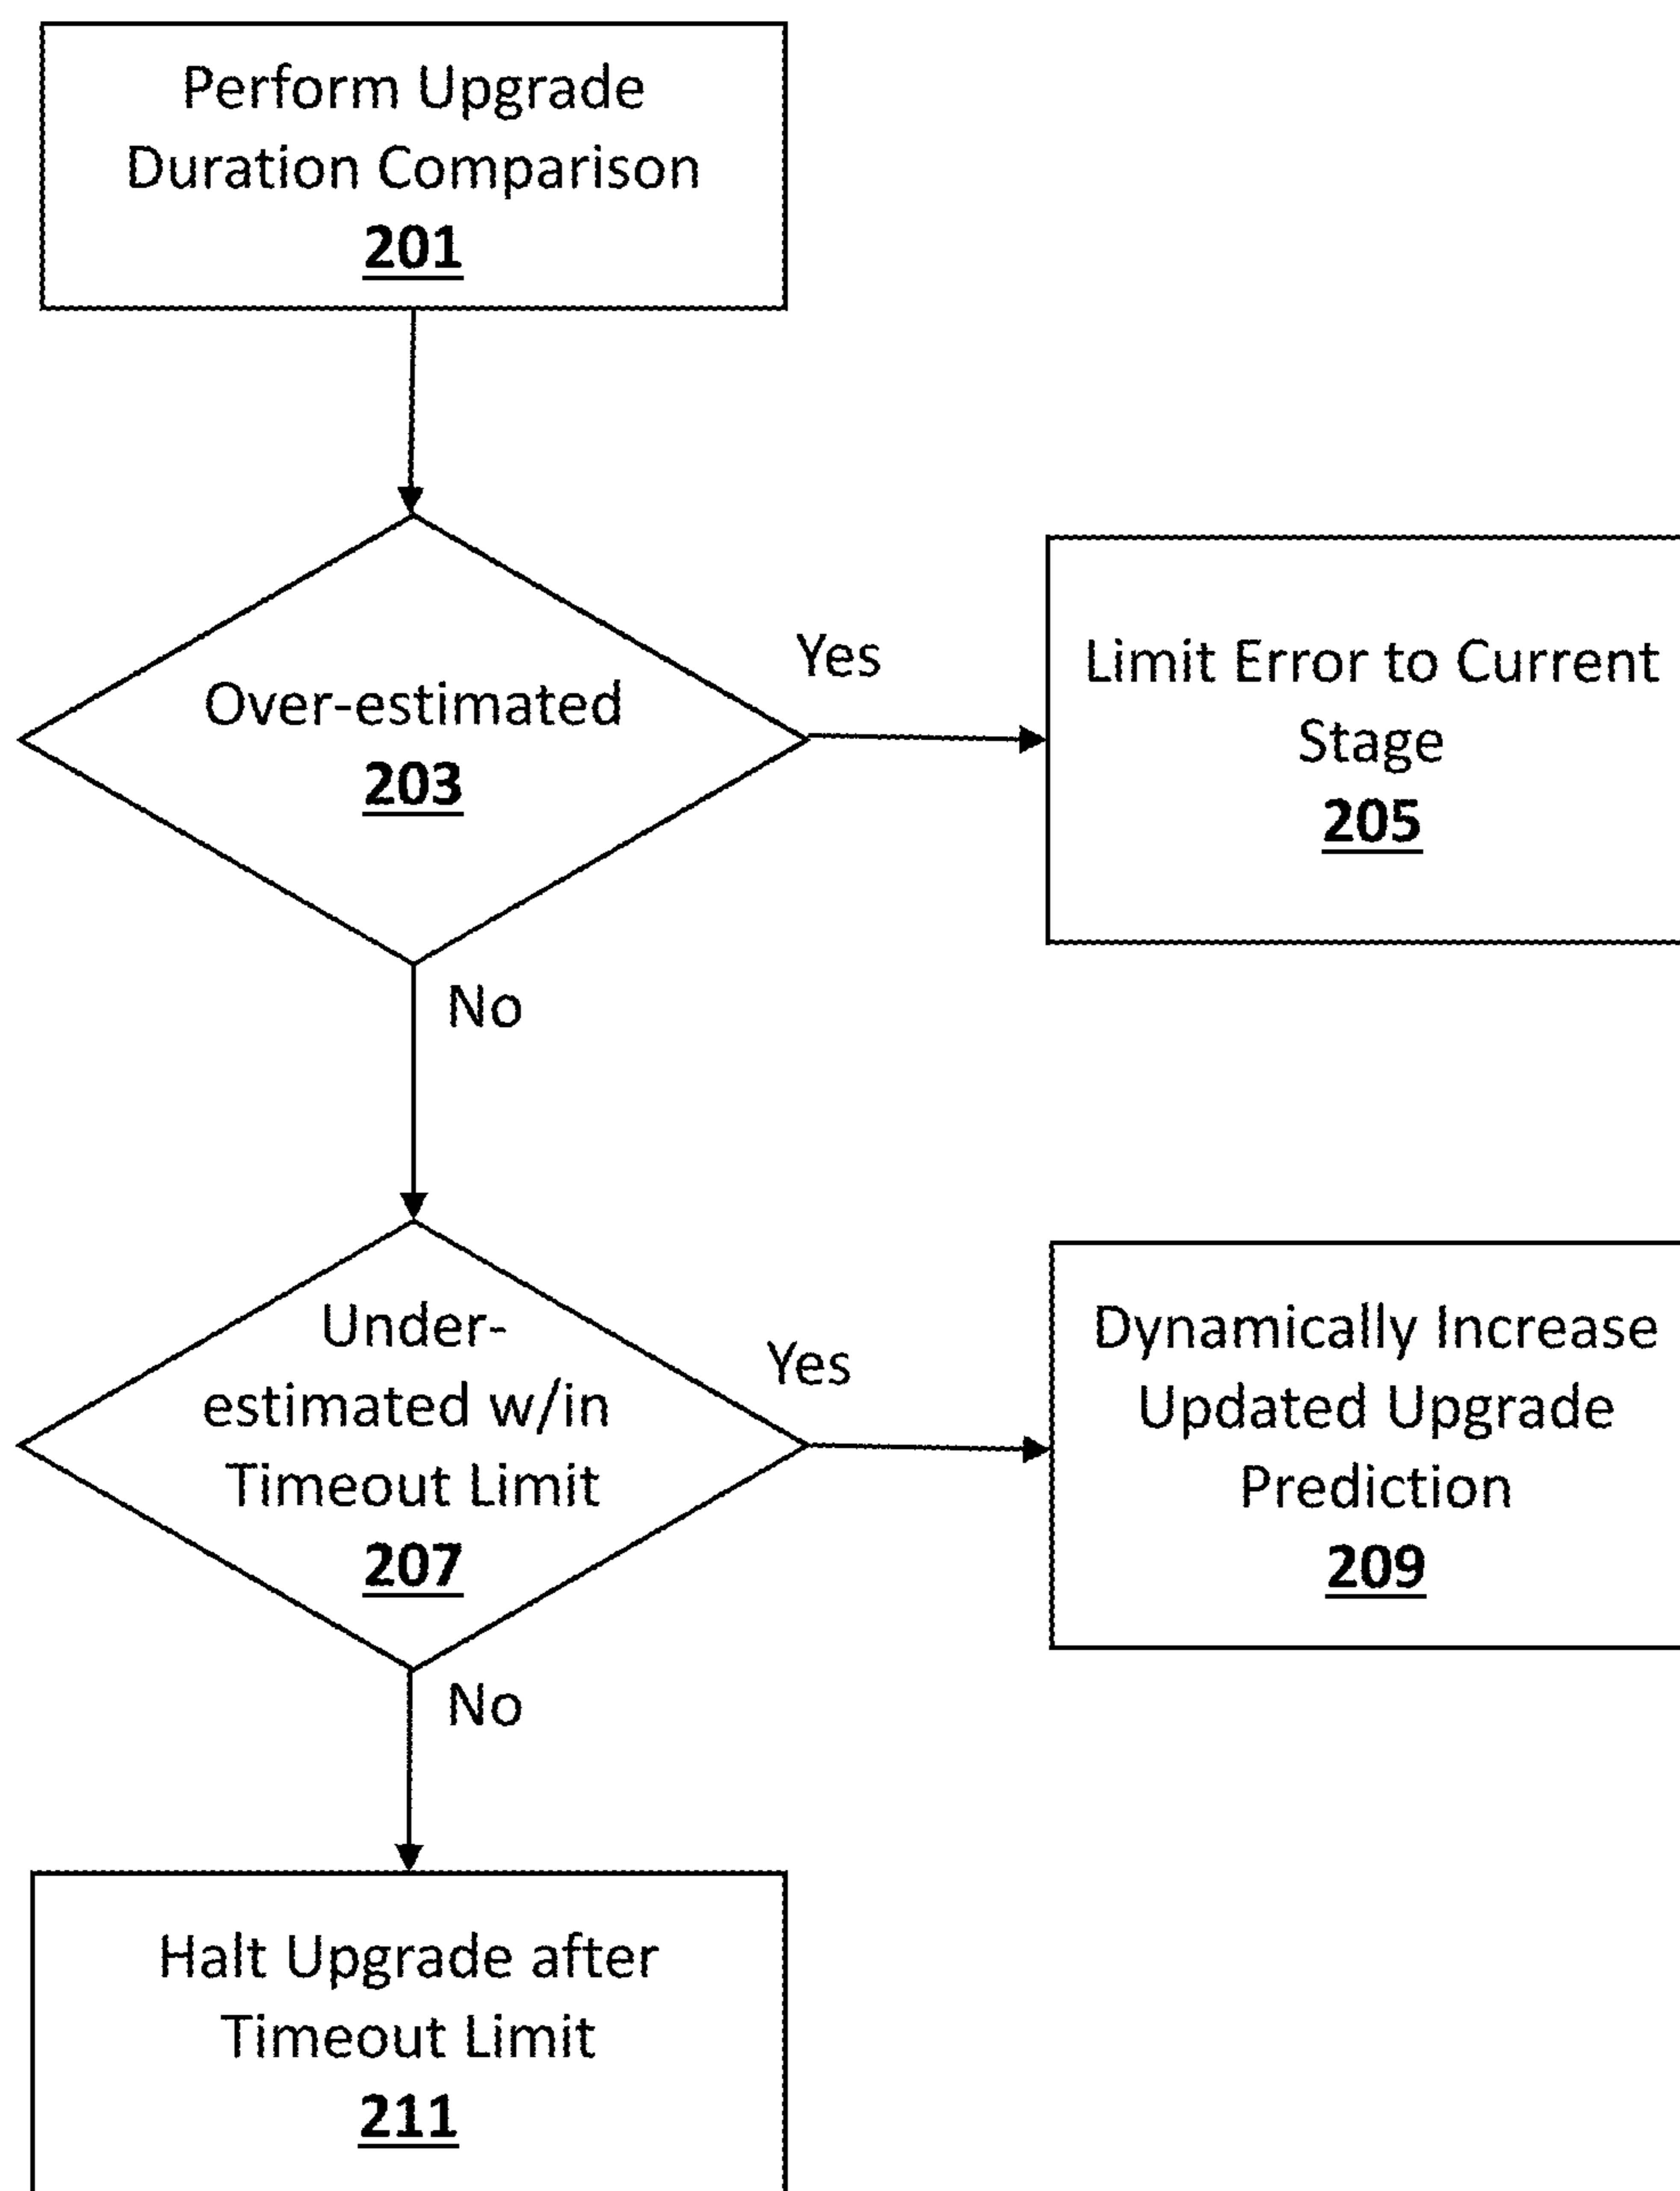 Perform Upgrade
Duration Comparison
201
Over-estimated
203
Yes
Limit Error to Current
Stage
205
No
Under-
estimated w/in
Timeout Limit
207
Yes
Dynamically Increase
Updated Upgrade
Prediction
209
No
Halt Upgrade after
Timeout Limit
211